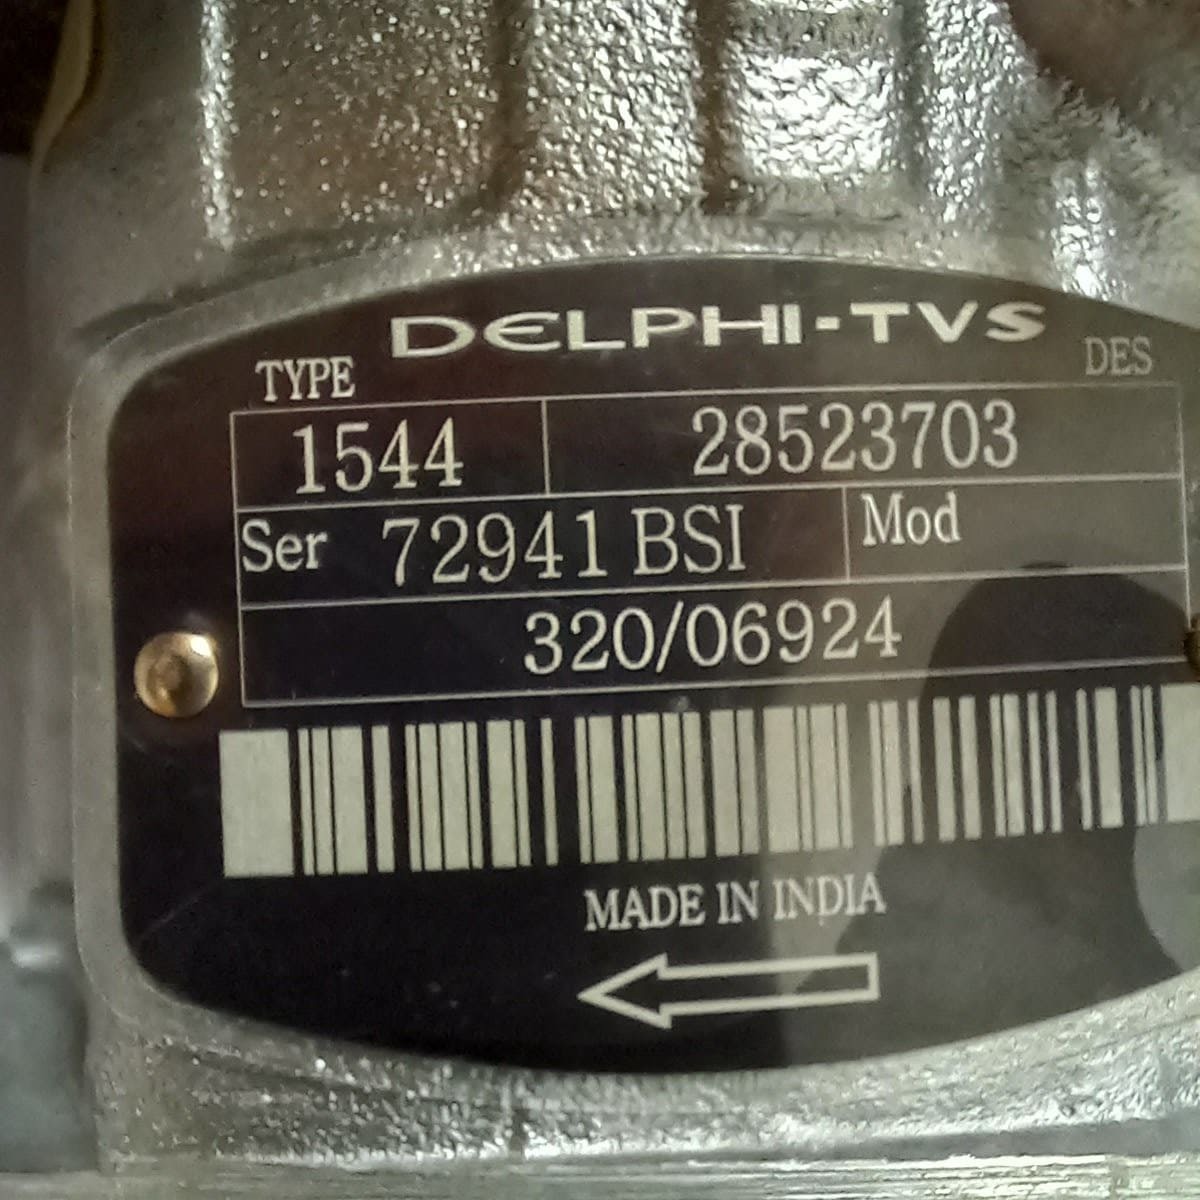 DELPHI-TVS
TYPE DES
1544 28523703
Ser 72941 BSI Mod
320/06924
MADE IN INDIA